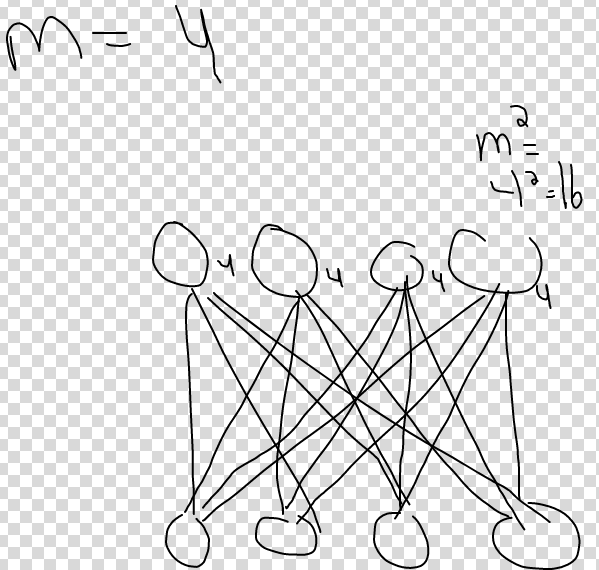 m = 4
m² =
4² = 16
4 4 4 4